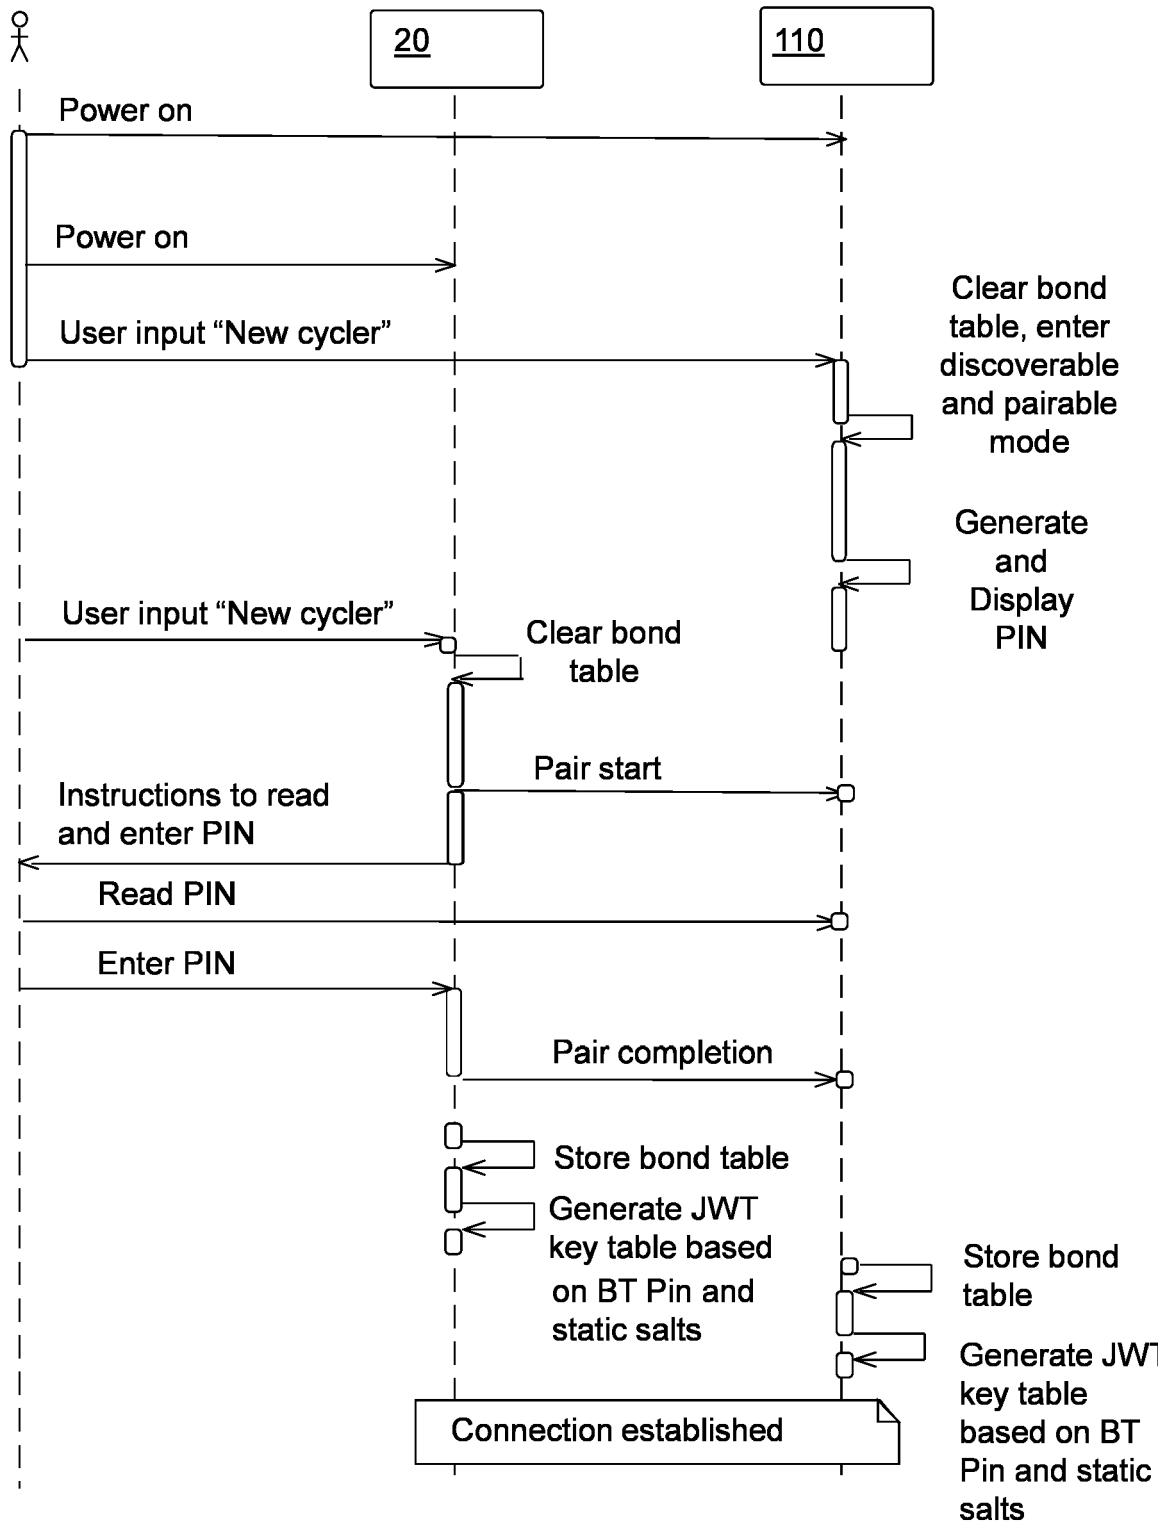 20
110
Power on
Power on
User input “New cycler”
Clear bond
table, enter
discoverable
and pairable
mode
Generate
and
Display
PIN
User input “New cycler”
Clear bond
table
Pair start
Instructions to read
and enter PIN
Read PIN
Enter PIN
Pair completion
Store bond table
Generate JWT
key table based
on BT Pin and
static salts
Store bond
table
Generate JWT
key table
based on BT
Pin and static
salts
Connection established